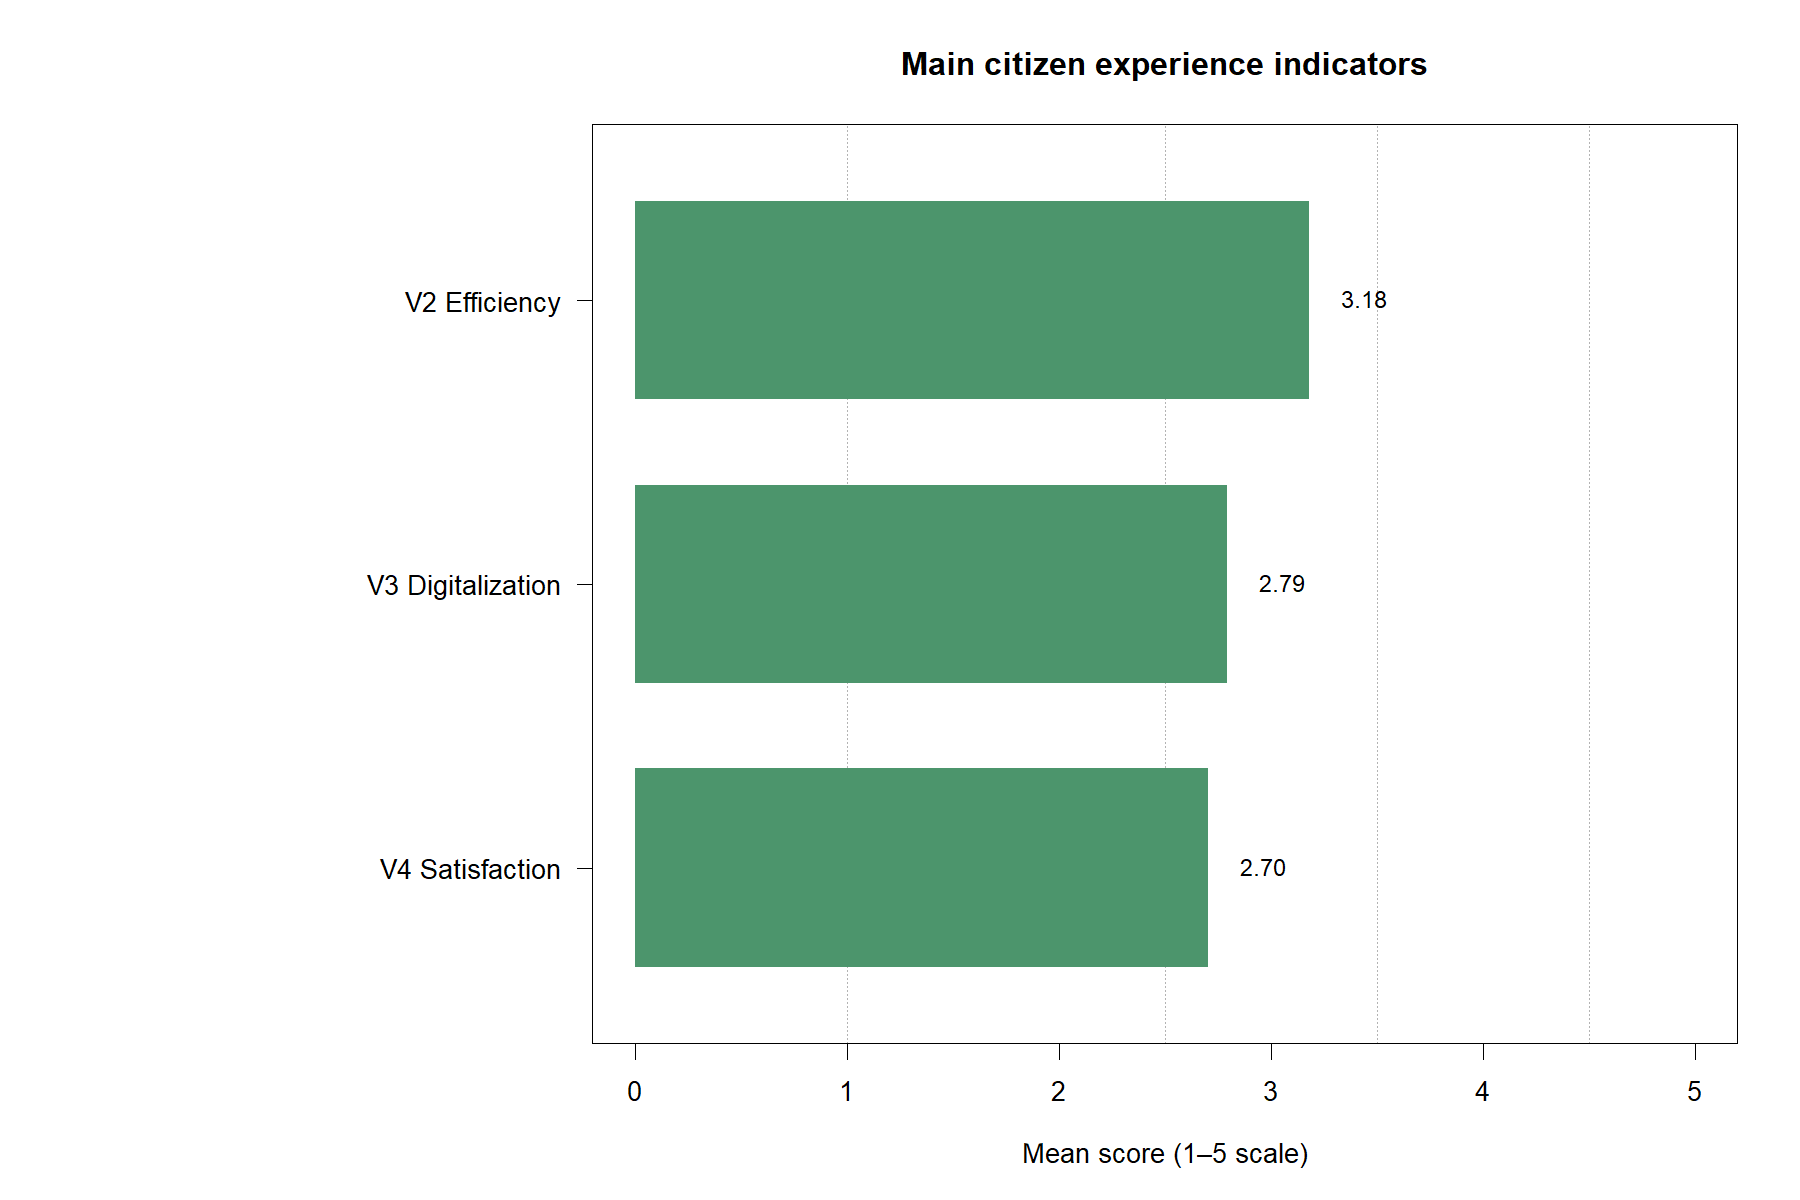 Main citizen experience indicators
V2 Efficiency
3.18
V3 Digitalization
2.79
V4 Satisfaction
2.70
0 1 2 3 4 5
Mean score (1–5 scale)